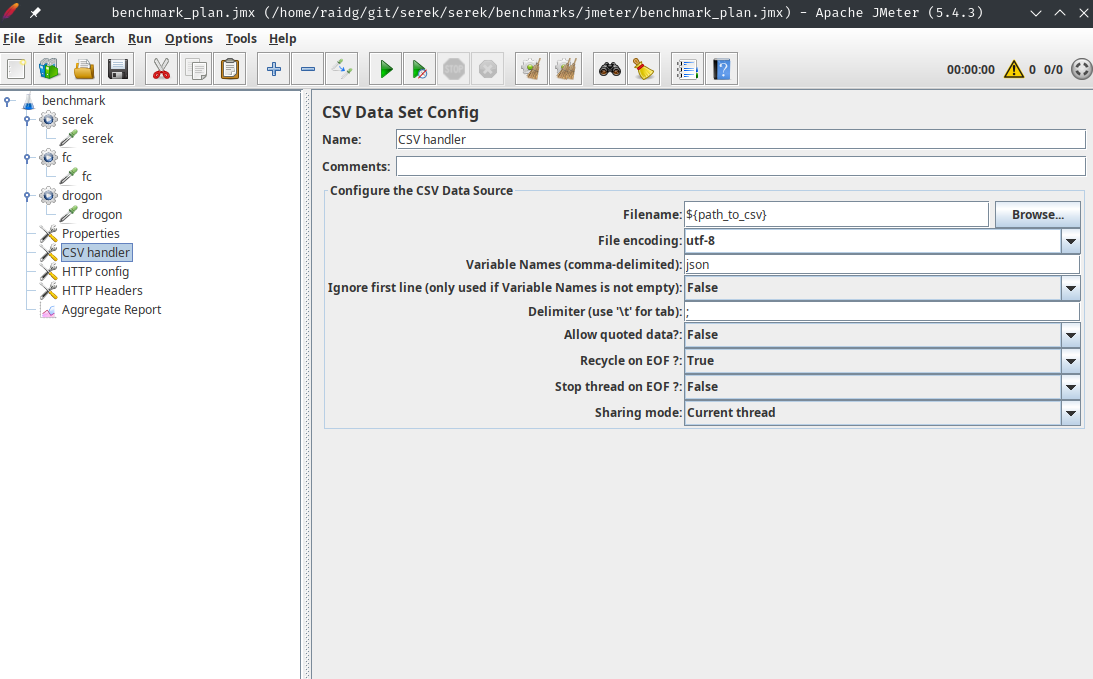 benchmark_plan.jmx (/home/raidg/git/serek/serek/benchmarks/jmeter/benchmark_plan.jmx) - Apache JMeter (5.4.3)
File Edit Search Run Options Tools Help
STOP
00:00:00 0 0/0
benchmark
serek
serek
fc
fc
drogon
drogon
Properties
CSV handler
HTTP config
HTTP Headers
Aggregate Report
CSV Data Set Config
Name: CSV handler
Comments:
Configure the CSV Data Source
Filename: ${path_to_csv} Browse...
File encoding: utf-8
Variable Names (comma-delimited): json
Ignore first line (only used if Variable Names is not empty): False
Delimiter (use '\t' for tab): ;
Allow quoted data?: False
Recycle on EOF ?: True
Stop thread on EOF ?: False
Sharing mode: Current thread